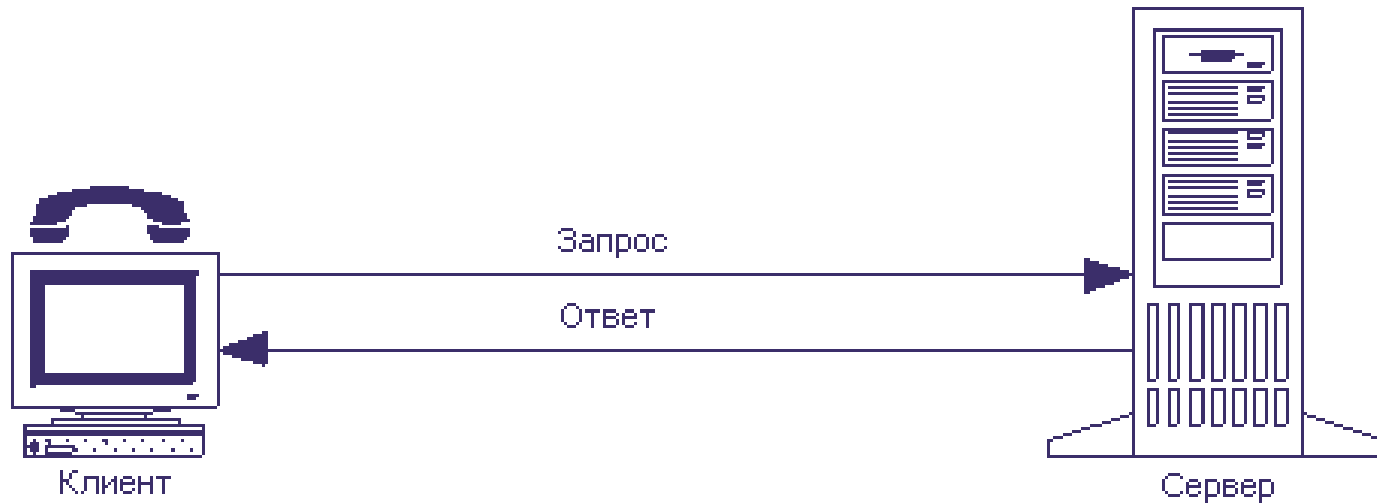 Запрос
Ответ
Клиент
Сервер